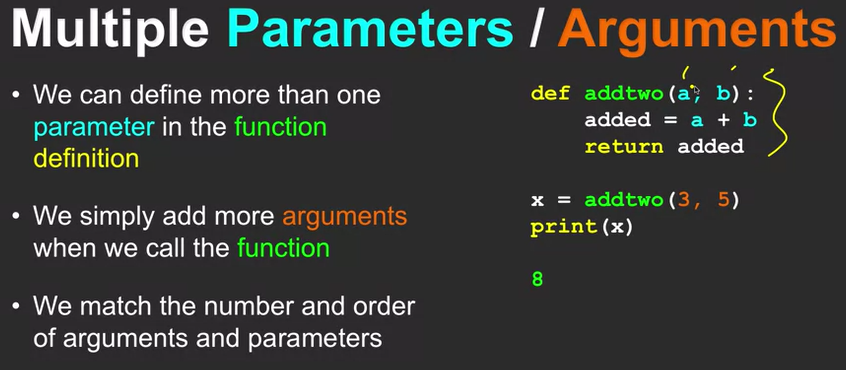 Multiple Parameters / Arguments
• We can define more than one
parameter in the function
definition
• We simply add more arguments
when we call the function
• We match the number and order
of arguments and parameters
def addtwo(a, b):
    added = a + b
    return added
x = addtwo(3, 5)
print(x)
8